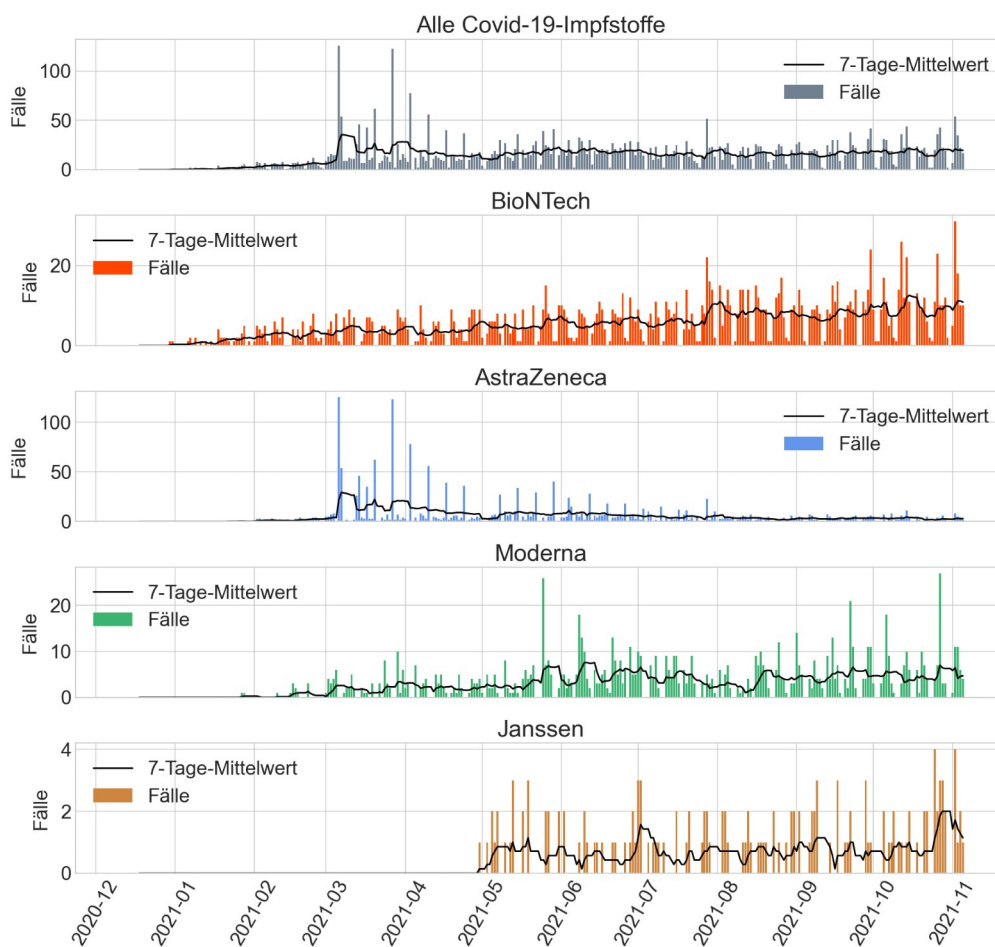 Alle Covid-19-Impfstoffe
Fälle
100
50
0
7-Tage-Mittelwert
Fälle
BioNTech
Fälle
20
0
7-Tage-Mittelwert
Fälle
AstraZeneca
Fälle
100
50
0
7-Tage-Mittelwert
Fälle
Moderna
Fälle
20
10
0
7-Tage-Mittelwert
Fälle
Janssen
Fälle
4
2
0
7-Tage-Mittelwert
Fälle
2020-12
2021-01
2021-02
2021-03
2021-04
2021-05
2021-06
2021-07
2021-08
2021-09
2021-10
2021-11